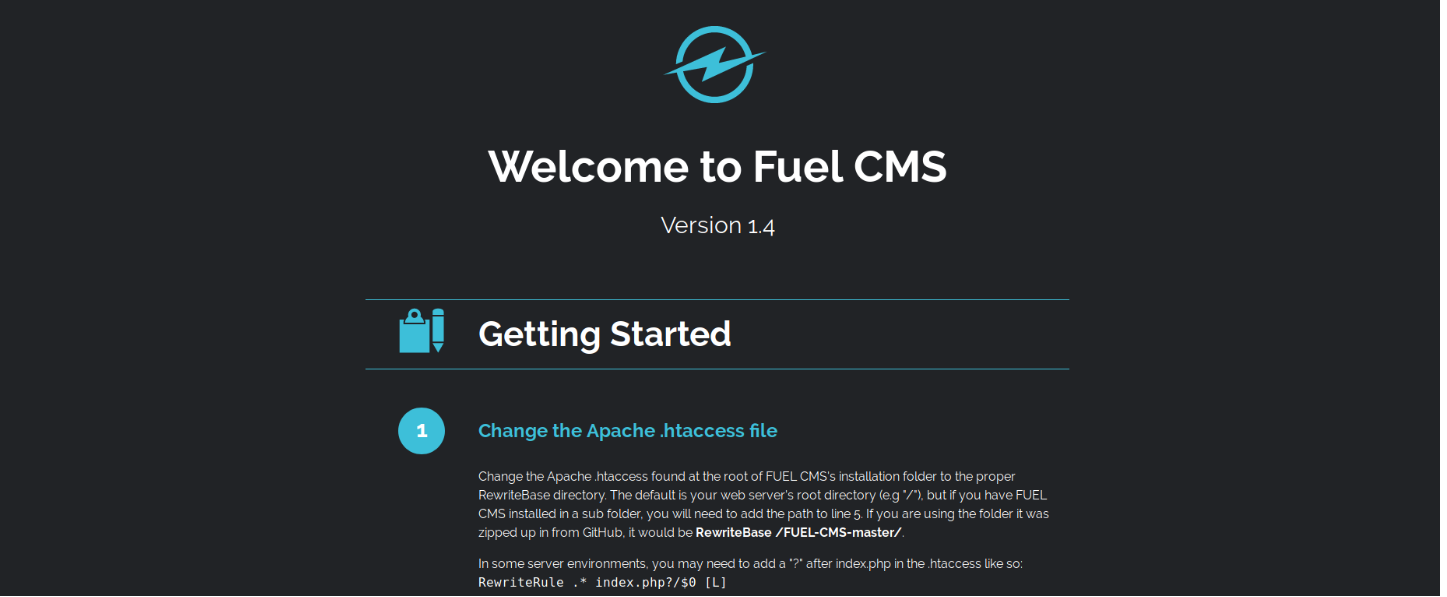 Welcome to Fuel CMS
Version 1.4
Getting Started
1
Change the Apache .htaccess file
Change the Apache .htaccess found at the root of FUEL CMS's installation folder to the proper
RewriteBase directory. The default is your web server's root directory (e.g "/"), but if you have FUEL
CMS installed in a sub folder, you will need to add the path to line 5. If you are using the folder it was
zipped up in from GitHub, it would be RewriteBase /FUEL-CMS-master/.
In some server environments, you may need to add a "?" after index.php in the .htaccess like so:
RewriteRule .* index.php?/$0 [L]